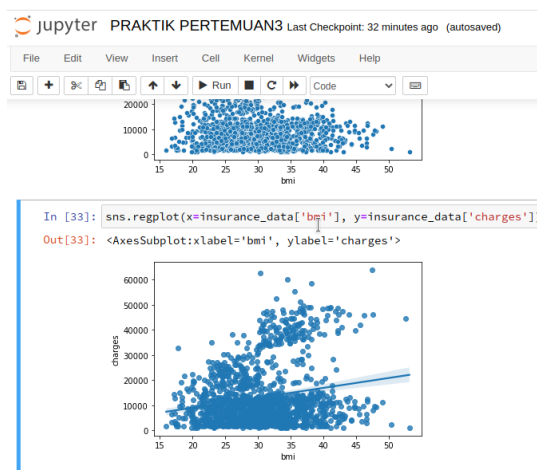 jupyter PRAKTIK PERTEMUAN3 Last Checkpoint: 32 minutes ago (autosaved)
File Edit View Insert Cell Kernel Widgets Help
Run Code
20000
10000
0
15 20 25 30 35 40 45 50 55
bmi
In [33]: sns.regplot(x=insurance_data['bmi'], y=insurance_data['charges'])
Out[33]: <AxesSubplot:xlabel='bmi', ylabel='charges'>
60000
50000
40000
charges
30000
20000
10000
0
15 20 25 30 35 40 45 50 55
bmi